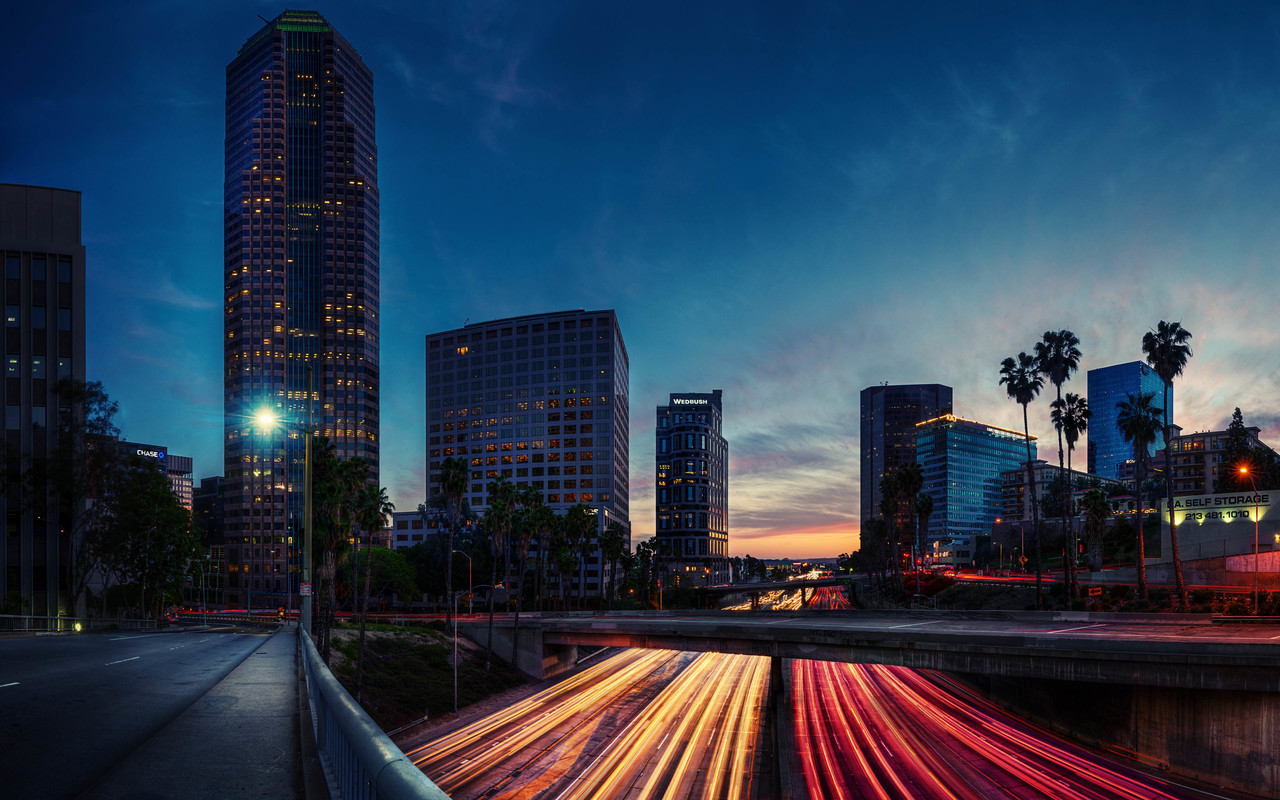 CHASE
WEDBUSH
L.A. SELF STORAGE
213 481.1010